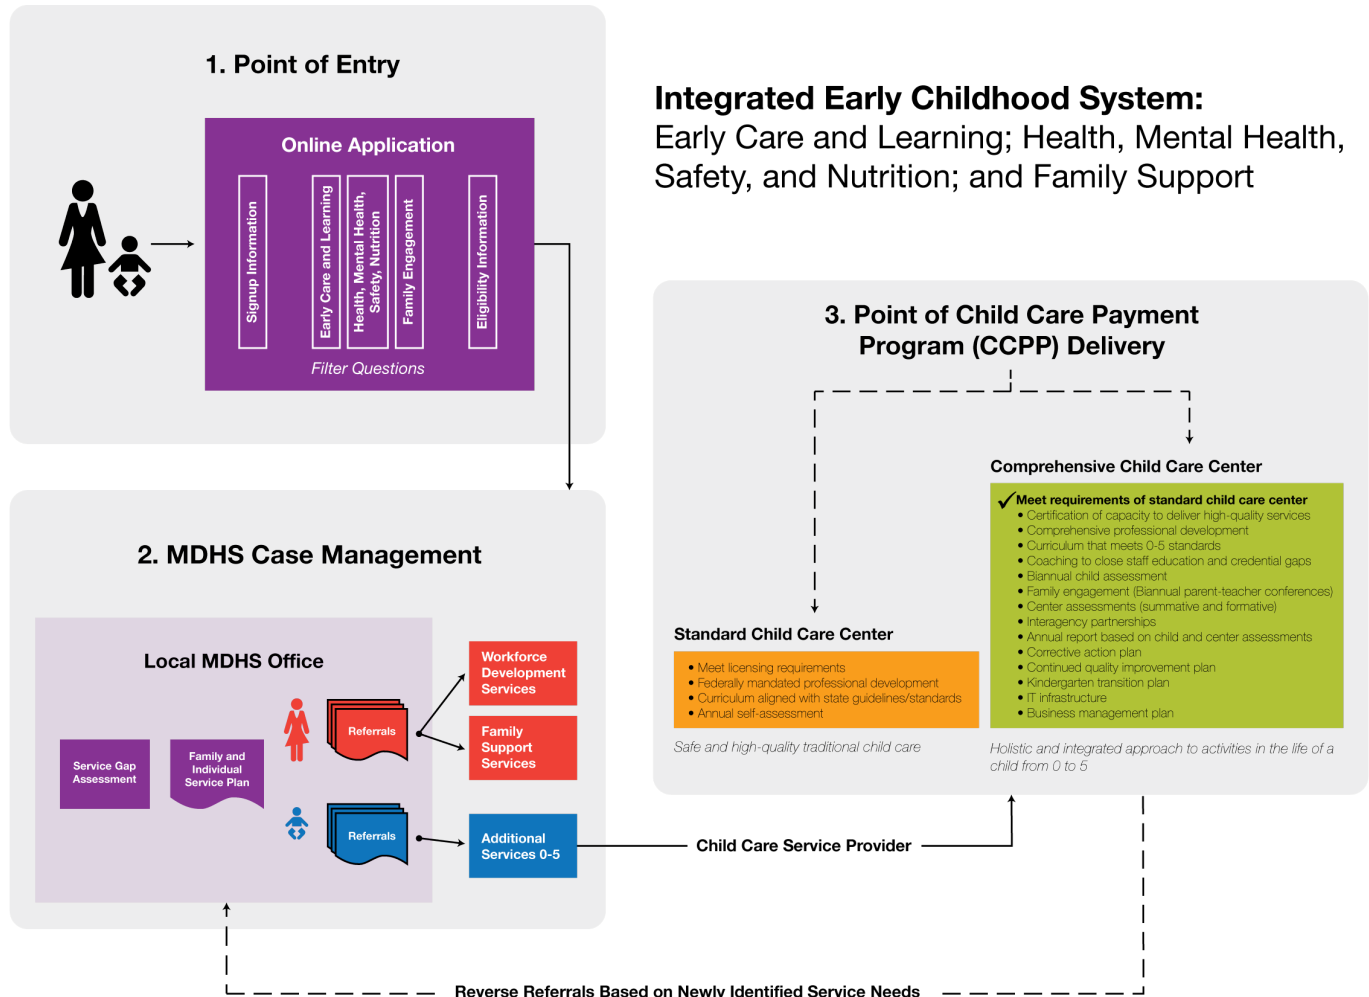 1. Point of Entry
Online Application
Signup Information
Early Care and Learning
Health, Mental Health,
Safety, Nutrition
Family Engagement
Eligibility Information
Filter Questions
Integrated Early Childhood System:
Early Care and Learning; Health, Mental Health,
Safety, and Nutrition; and Family Support
2. MDHS Case Management
Local MDHS Office
Service Gap
Assessment
Family and
Individual
Service Plan
Referrals
Referrals
Workforce
Development
Services
Family
Support
Services
Additional
Services 0-5
Child Care Service Provider
3. Point of Child Care Payment
Program (CCPP) Delivery
Standard Child Care Center
• Meet licensing requirements
• Federally mandated professional development
• Curriculum aligned with state guidelines/standards
• Annual self-assessment
Safe and high-quality traditional child care
Comprehensive Child Care Center
✓Meet requirements of standard child care center
• Certification of capacity to deliver high-quality services
• Comprehensive professional development
• Curriculum that meets 0-5 standards
• Coaching to close staff education and credential gaps
• Biannual child assessment
• Family engagement (Biannual parent-teacher conferences)
• Center assessments (summative and formative)
• Interagency partnerships
• Annual report based on child and center assessments
• Corrective action plan
• Continued quality improvement plan
• Kindergarten transition plan
• IT infrastructure
• Business management plan
Holistic and integrated approach to activities in the life of a
child from 0 to 5
Reverse Referrals Based on Newly Identified Service Needs